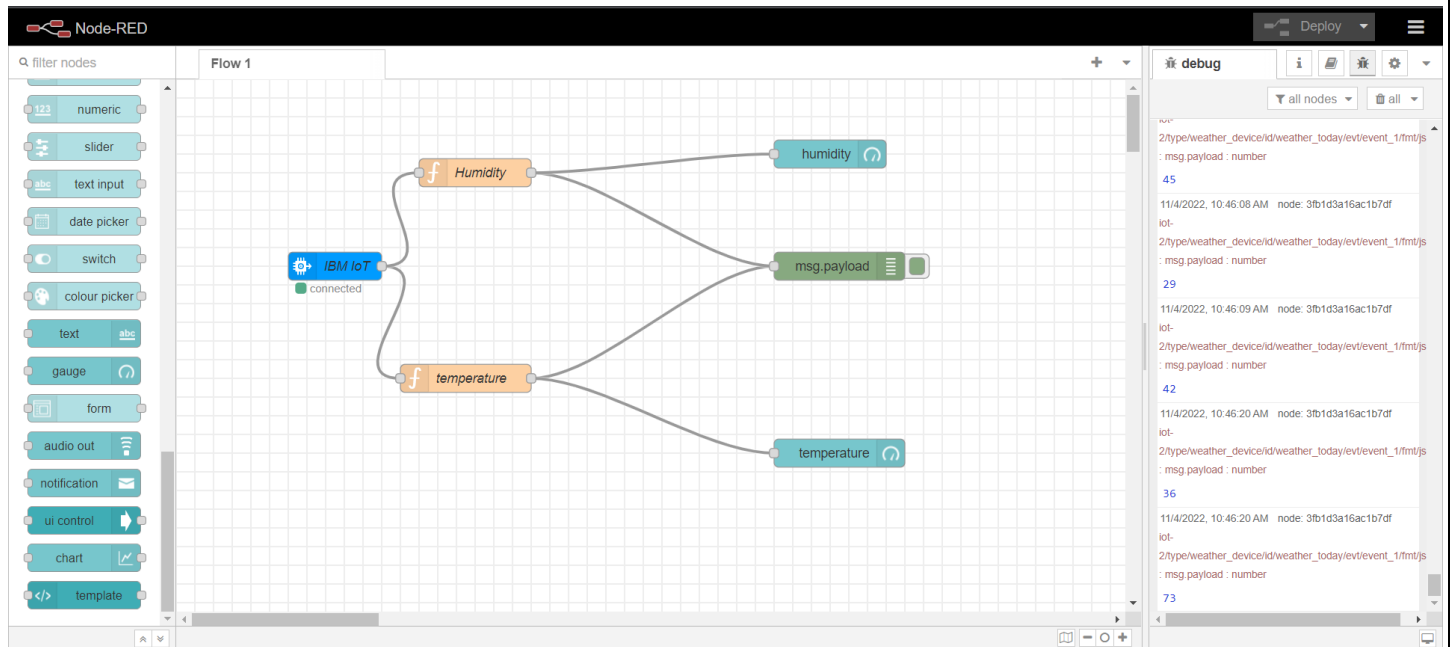 Node-RED
Deploy
filter nodes
Flow 1
debug
i
all nodes
all
123 numeric
slider
abc text input
date picker
switch
colour picker
text abc
gauge
form
audio out
notification
ui control
chart
</> template
f Humidity
humidity
IBM IoT
connected
msg.payload
f temperature
temperature
iot-
2/type/weather_device/id/weather_today/evt/event_1/fmt/js
: msg.payload : number
45
11/4/2022, 10:46:08 AM node: 3fb1d3a16ac1b7df
iot-
2/type/weather_device/id/weather_today/evt/event_1/fmt/js
: msg.payload : number
29
11/4/2022, 10:46:09 AM node: 3fb1d3a16ac1b7df
iot-
2/type/weather_device/id/weather_today/evt/event_1/fmt/js
: msg.payload : number
42
11/4/2022, 10:46:20 AM node: 3fb1d3a16ac1b7df
iot-
2/type/weather_device/id/weather_today/evt/event_1/fmt/js
: msg.payload : number
36
11/4/2022, 10:46:20 AM node: 3fb1d3a16ac1b7df
iot-
2/type/weather_device/id/weather_today/evt/event_1/fmt/js
: msg.payload : number
73